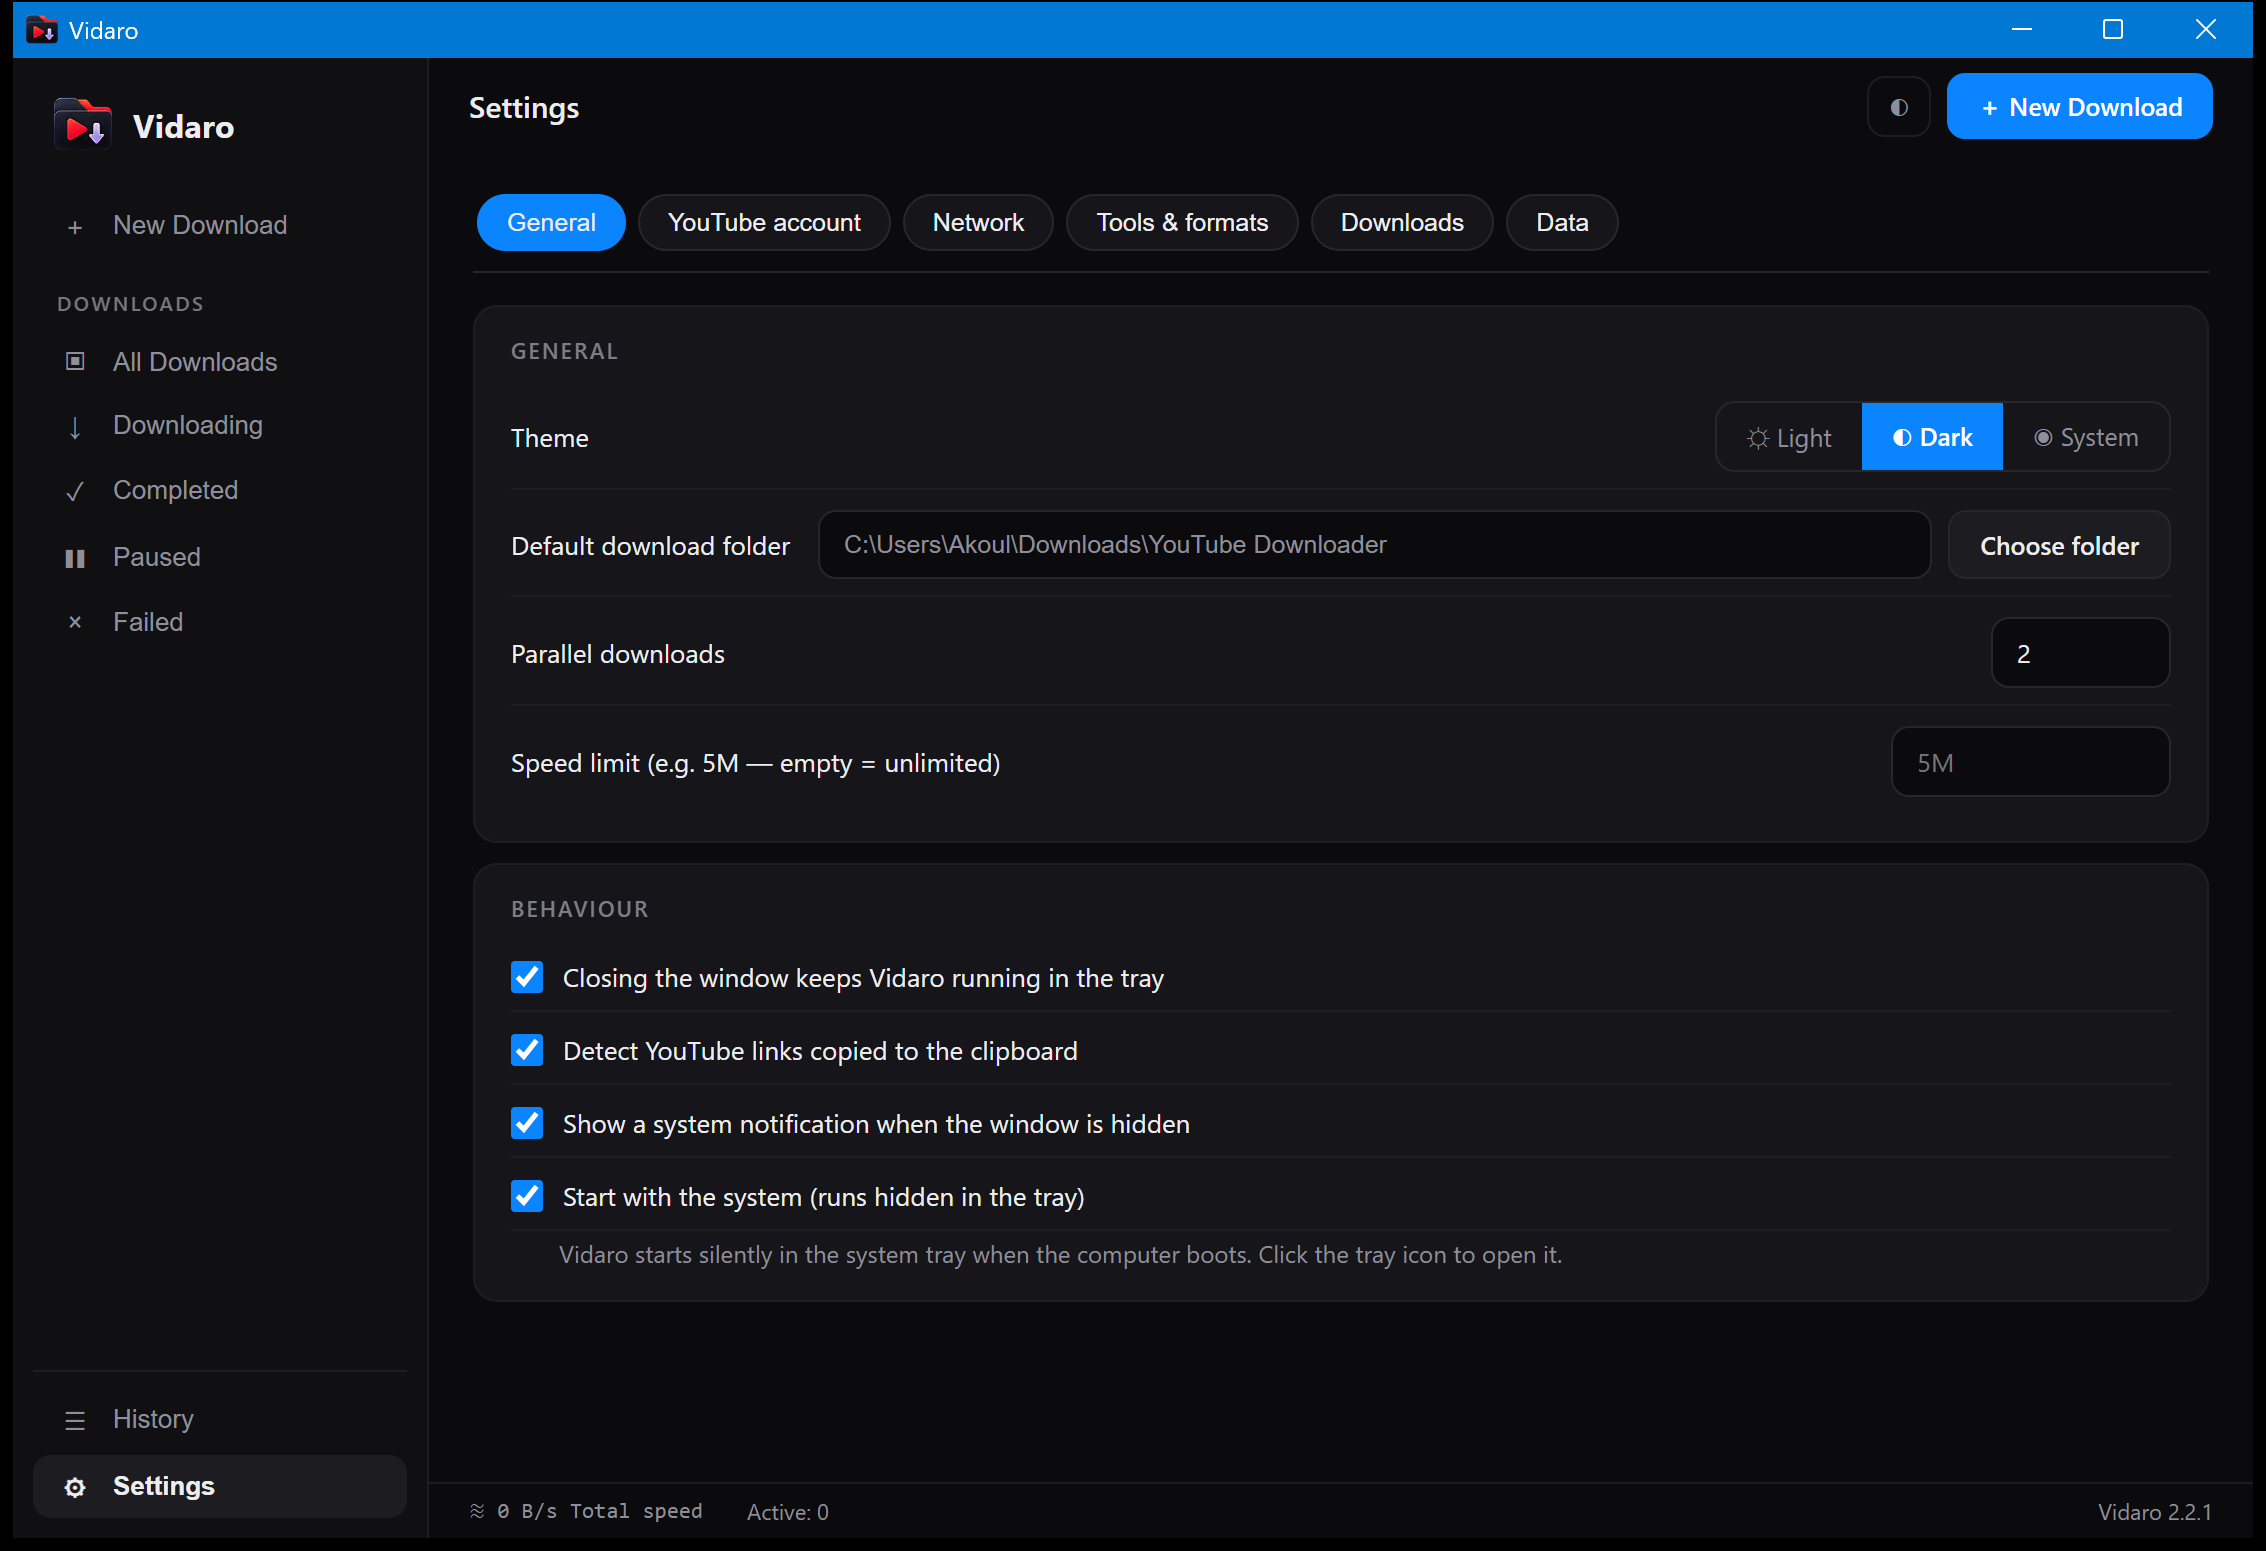 Vidaro
Vidaro
+ New Download
DOWNLOADS
All Downloads
Downloading
Completed
Paused
Failed
History
Settings
Settings
+ New Download
General
YouTube account
Network
Tools & formats
Downloads
Data
GENERAL
Theme
Light
Dark
System
Default download folder
C:\Users\Akoul\Downloads\YouTube Downloader
Choose folder
Parallel downloads
2
Speed limit (e.g. 5M — empty = unlimited)
5M
BEHAVIOUR
Closing the window keeps Vidaro running in the tray
Detect YouTube links copied to the clipboard
Show a system notification when the window is hidden
Start with the system (runs hidden in the tray)
Vidaro starts silently in the system tray when the computer boots. Click the tray icon to open it.
≋ 0 B/s Total speed
Active: 0
Vidaro 2.2.1